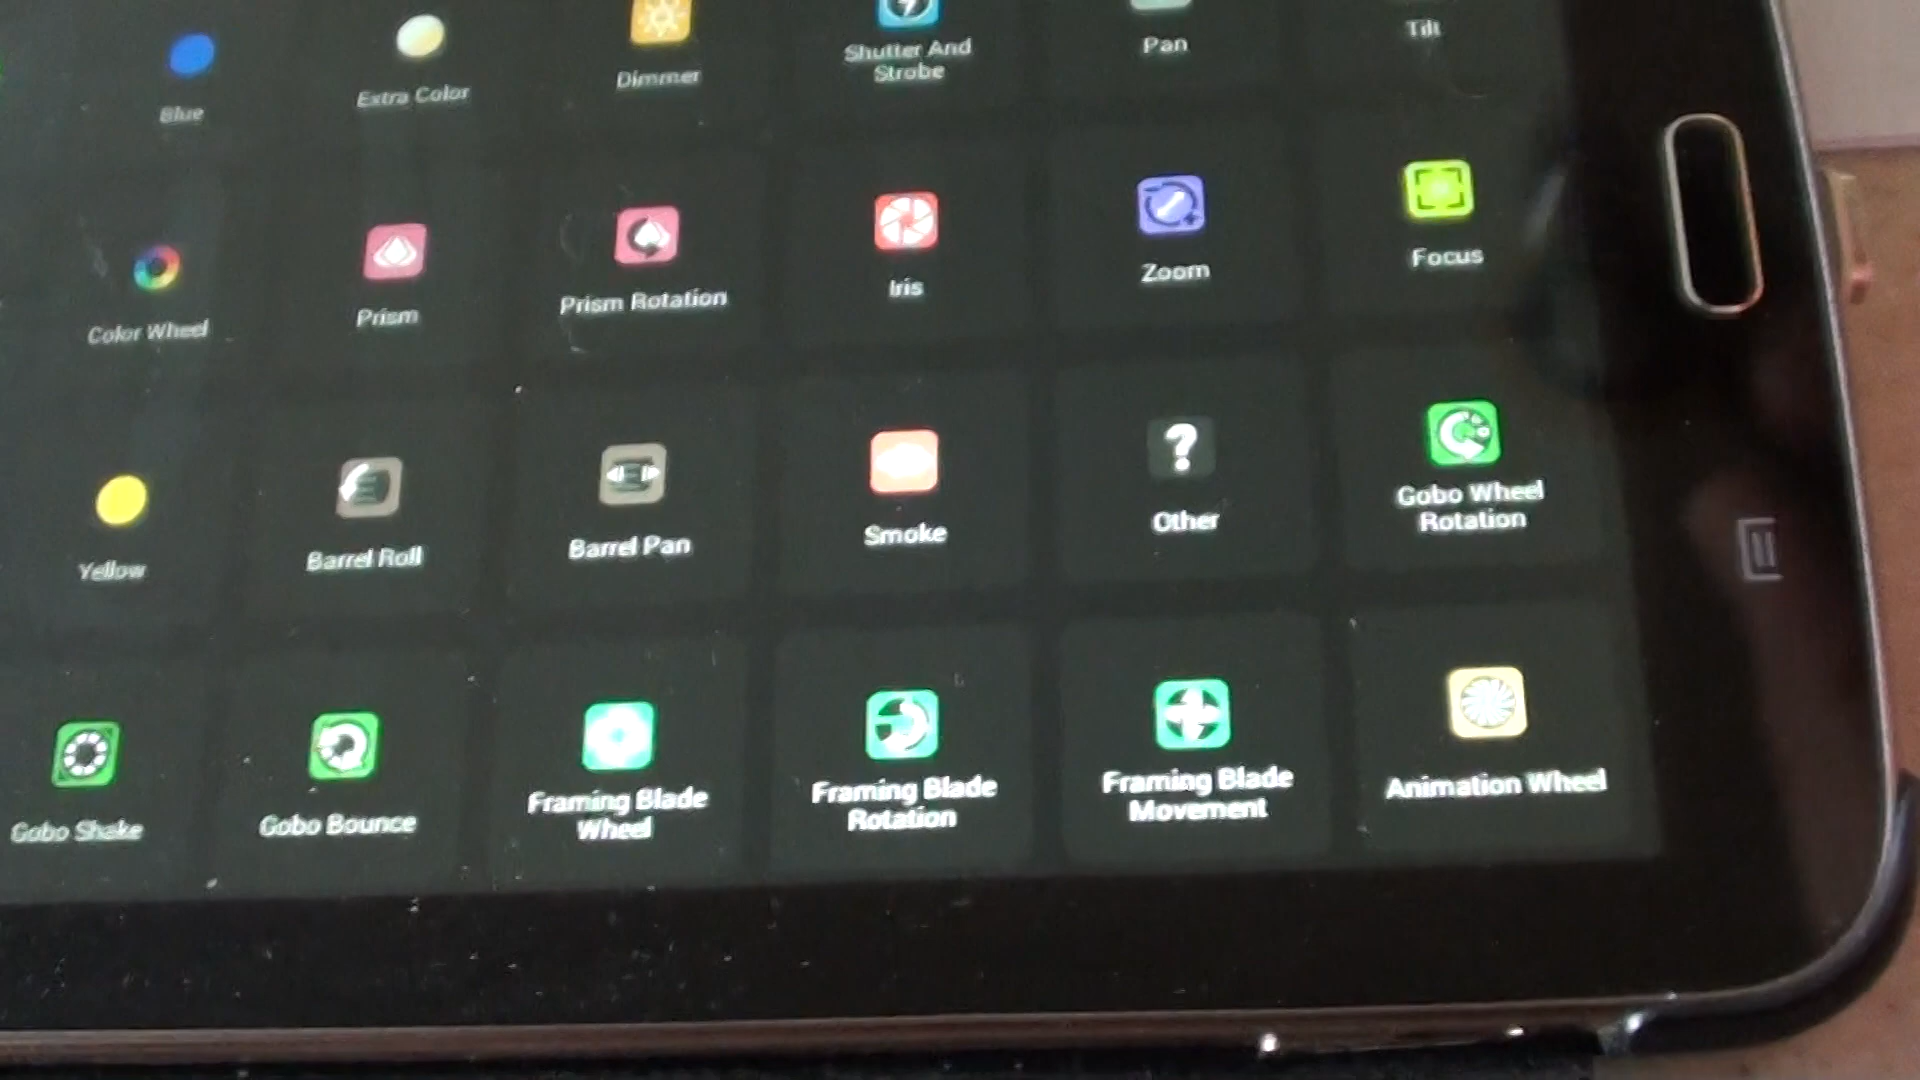 Blue
Extra Color
Dimmer
Shutter And
Strobe
Pan
Tilt
Color Wheel
Prism
Prism Rotation
Iris
Zoom
Focus
Yellow
Barrel Roll
Barrel Pan
Smoke
?
Other
Gobo Wheel
Rotation
Gobo Shake
Gobo Bounce
Framing Blade
Wheel
Framing Blade
Rotation
Framing Blade
Movement
Animation Wheel